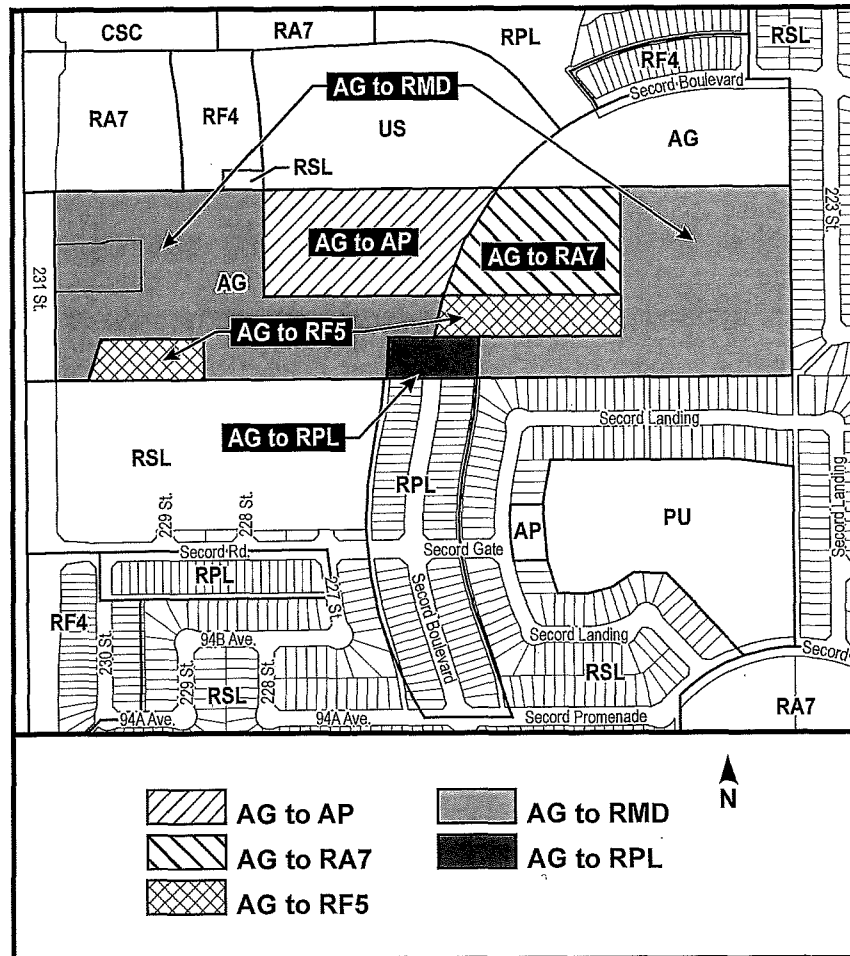 CSC
RA7
RPL
RSL
RF4
Second Boulevard
AG to RMD
RA7
RF4
US
AG
RSL
223 St.
AG to AP
AG to RA7
231 St.
AG
AG to RF5
AG to RPL
Secord Landing
RSL
RPL
229 St.
228 St.
AP
PU
Secord Landing
Secord Rd.
Secord Gate
RPL
227 St.
RF4
230 St.
94B Ave.
Secord Boulevard
Secord Landing
229 St.
RSL
228 St.
RSL
Secord
94A Ave.
94A Ave.
Secord Promenade
RA7
N
AG to AP
AG to RMD
AG to RA7
AG to RPL
AG to RF5